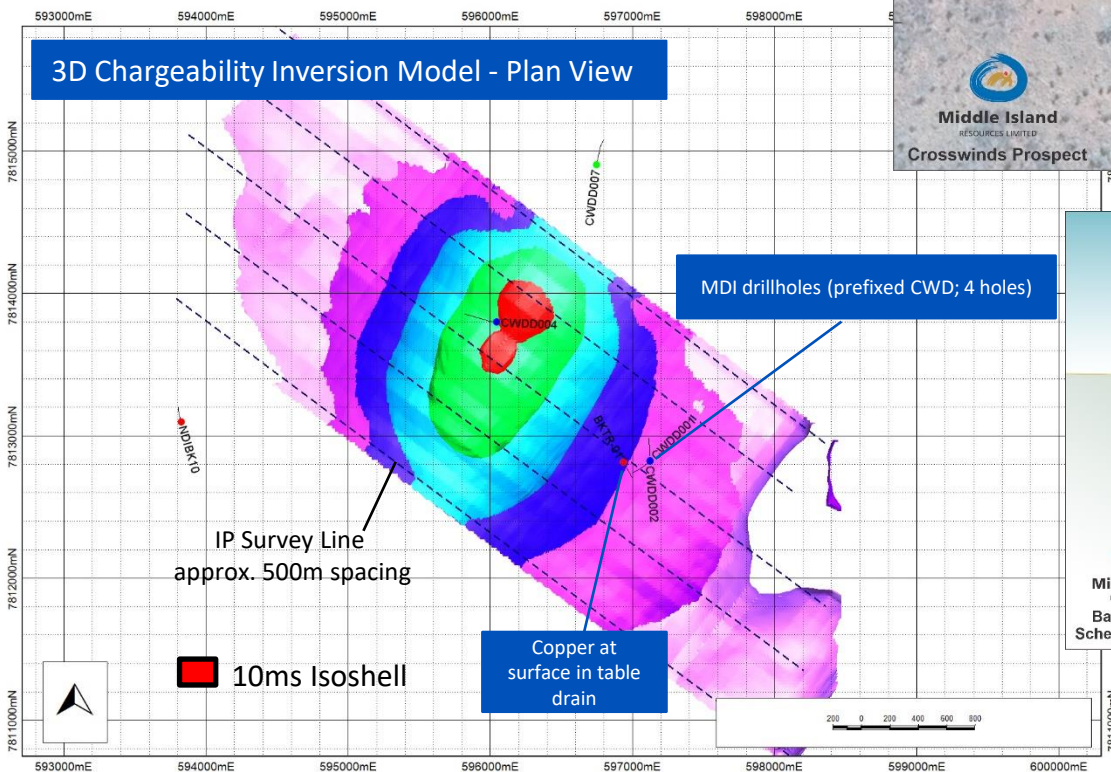 593000mE 594000mE 595000mE 596000mE 597000mE 598000mE
3D Chargeability Inversion Model - Plan View
Middle Island
RESOURCES LIMITED
Crosswinds Prospect
7815000mN
7814000mN
7813000mN
7812000mN
7811000mN
CWDD007
MDI drillholes (prefixed CWD; 4 holes)
CWDD004
NDIBK10
CWDD002
IP Survey Line
approx. 500m spacing
Copper at
surface in table
drain
10ms Isoshell
200 0 200 400 600 800
593000mE 594000mE 595000mE 596000mE 597000mE 598000mE 599000mE 600000mE